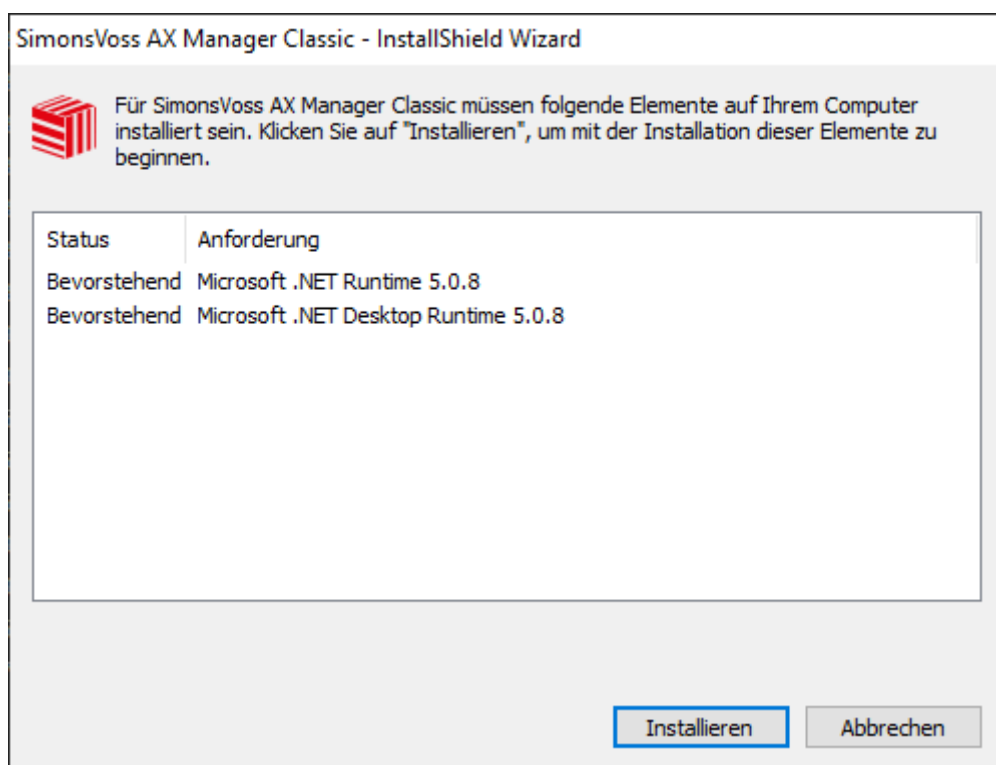 SimonsVoss AX Manager Classic - InstallShield Wizard
Für SimonsVoss AX Manager Classic müssen folgende Elemente auf Ihrem Computer
installiert sein. Klicken Sie auf "Installieren", um mit der Installation dieser Elemente zu
beginnen.
Status Anforderung
Bevorstehend Microsoft .NET Runtime 5.0.8
Bevorstehend Microsoft .NET Desktop Runtime 5.0.8
Installieren Abbrechen